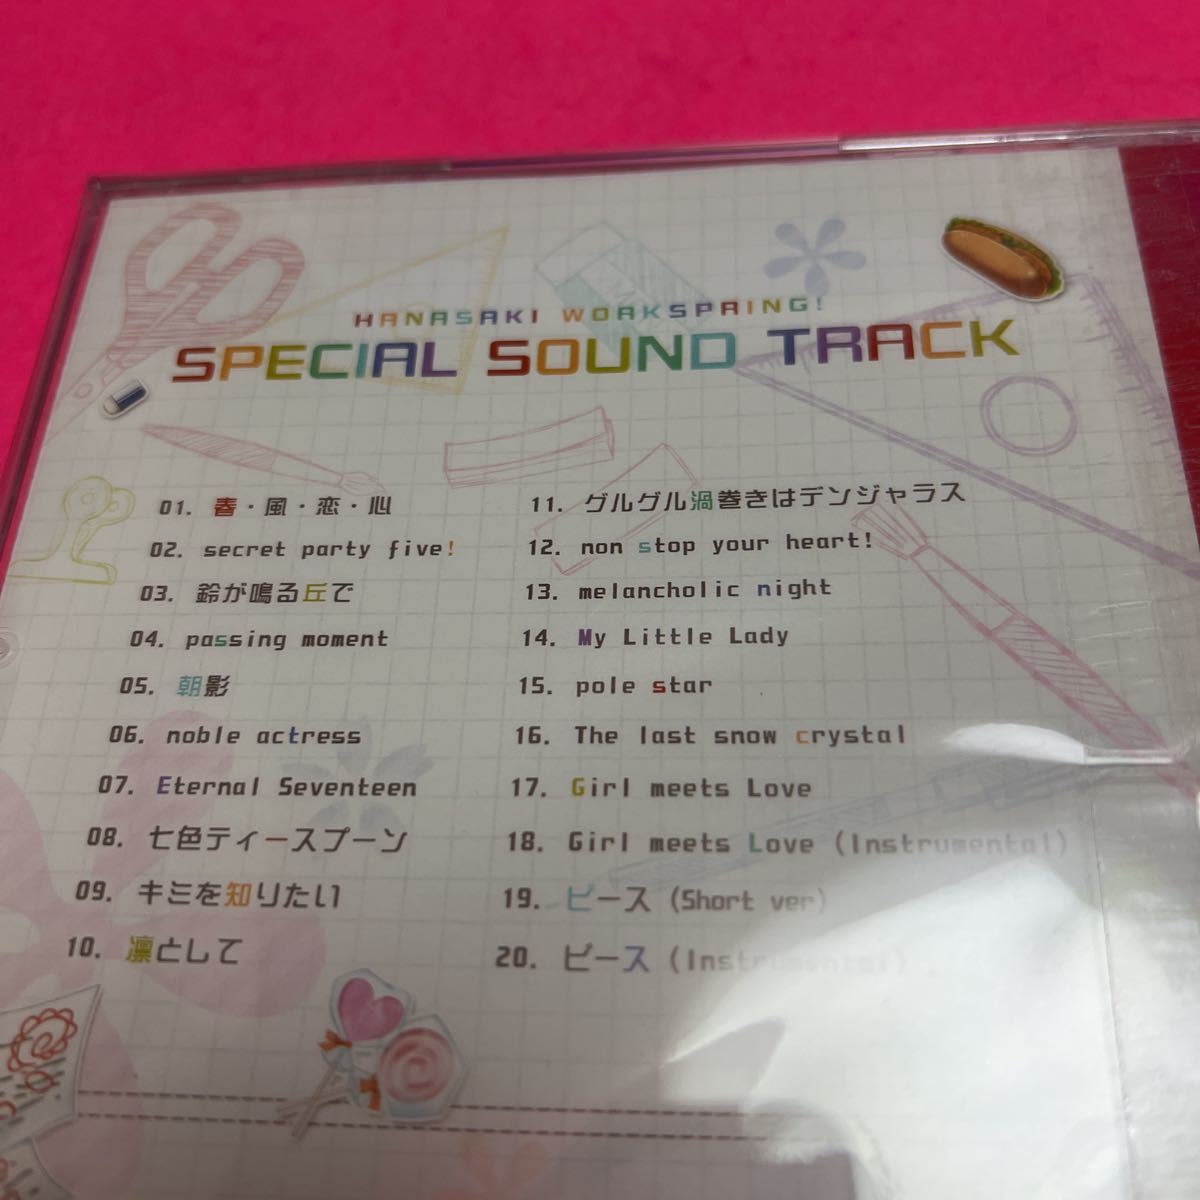 HANASAKI WORKSPRING!
SPECIAL SOUND TRACK
01. 春・風・恋・心
02. secret party five!
03. 鈴が鳴る丘で
04. passing moment
05. 朝影
06. noble actress
07. Eternal Seventeen
08. 七色ティースプーン
09. キミを知りたい
10. 凛として
11. グルグル渦巻きはデンジャラス
12. non stop your heart!
13. melancholic night
14. My Little Lady
15. pole star
16. The last snow crystal
17. Girl meets Love
18. Girl meets Love (Instrumental)
19. ピース (Short ver)
20. ピース (Instrumental)